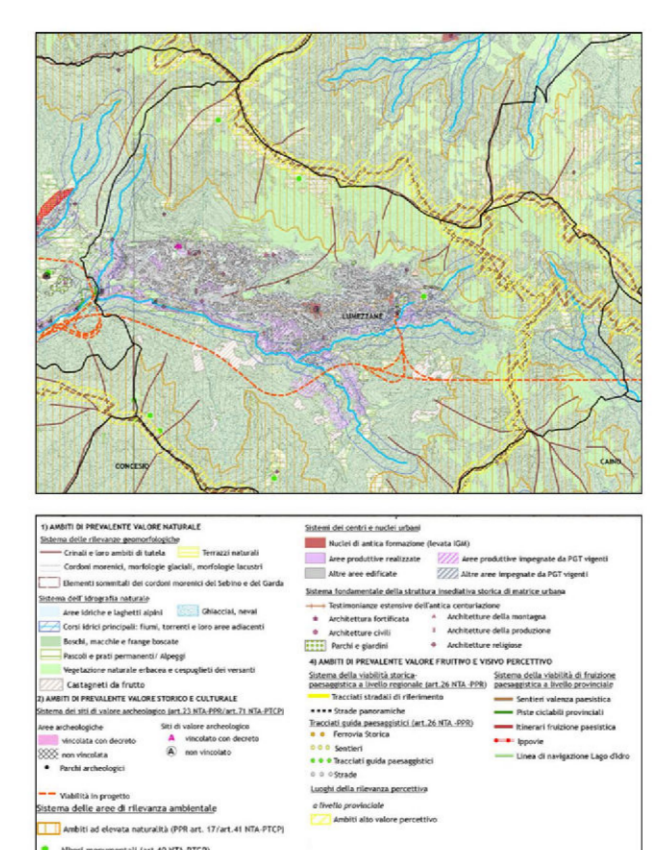 LUMEZZANE
CONCESIO
CAINO
1) AMBITI DI PREVALENTE VALORE NATURALE
Sistema delle rilevanze geomorfologiche
Crinali e loro ambiti di tutela
Terrazzi naturali
Cordoni morenici, morfologie glaciali, morfologie lacustri
Elementi sommitali dei cordoni morenici del Sebino e del Garda
Sistema dell'idrografia naturale
Aree idriche e laghetti alpini
Ghiacciai, nevai
Corsi idrici principali: fiumi, torrenti e loro aree adiacenti
Boschi, macchie e frange boscate
Pascoli e prati permanenti/ Alpeggi
Vegetazione naturale erbacea e cespuglieti dei versanti
Castagneti da frutto
2) AMBITI DI PREVALENTE VALORE STORICO E CULTURALE
Sistema dei siti di valore archeologico (art.23 NTA-PPR/art.71 NTA-PTCP)
Aree archeologiche
Siti di valore archeologico
vincolata con decreto
A vincolato con decreto
non vincolata
A non vincolato
Parchi archeologici
Viabilità in progetto
Sistema delle aree di rilevanza ambientale
Ambiti ad elevata naturalità (PPR art. 17/art.41 NTA-PTCP)
Alberi monumentali
Sistemi dei centri e nuclei urbani
Nuclei di antica formazione (levata IGM)
Aree produttive realizzate
Aree produttive impegnate da PGT vigenti
Altre aree edificate
Altre aree impegnate da PGT vigenti
Sistema fondamentale della struttura insediativa storica di matrice urbana
Testimonianze estensive dell'antica centuriazione
Architettura fortificata
Architetture della montagna
Architetture civili
Architetture della produzione
Parchi e giardini
Architetture religiose
4) AMBITI DI PREVALENTE VALORE FRUITIVO E VISIVO PERCETTIVO
Sistema della viabilità storica-
paesaggistica a livello regionale (art.26 NTA -PPR)
Sistema della viabilità di fruizione
paesaggistica a livello provinciale
Tracciati stradali di riferimento
Sentieri valenza paesistica
Strade panoramiche
Piste ciclabili provinciali
Tracciati guida paesaggistici (art.26 NTA -PPR)
Itinerari fruizione paesistica
Ferrovia Storica
Ippovie
Sentieri
Linea di navigazione Lago d'Idro
Tracciati guida paesaggistici
Strade
Luoghi della rilevanza percettiva
a livello provinciale
Ambiti alto valore percettivo